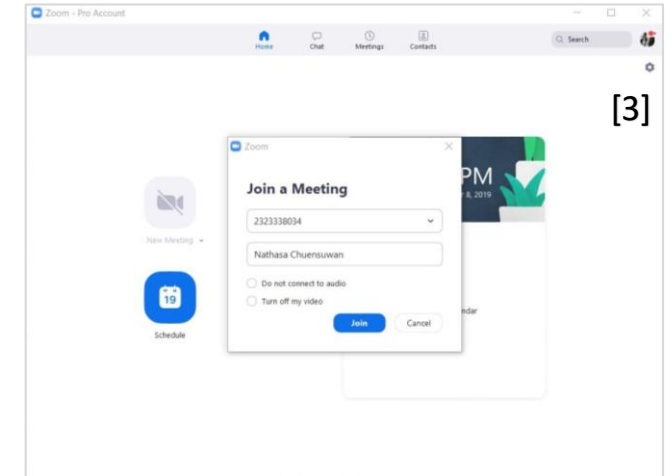 Zoom - Pro Account
Home Chat Meetings Contacts
Search
[3]
Zoom
PM
8, 2019
Join a Meeting
2323338034
New Meeting
Nathasa Chuensuwan
Do not connect to audio
Turn off my video
19
ndar
Join Cancel
Schedule